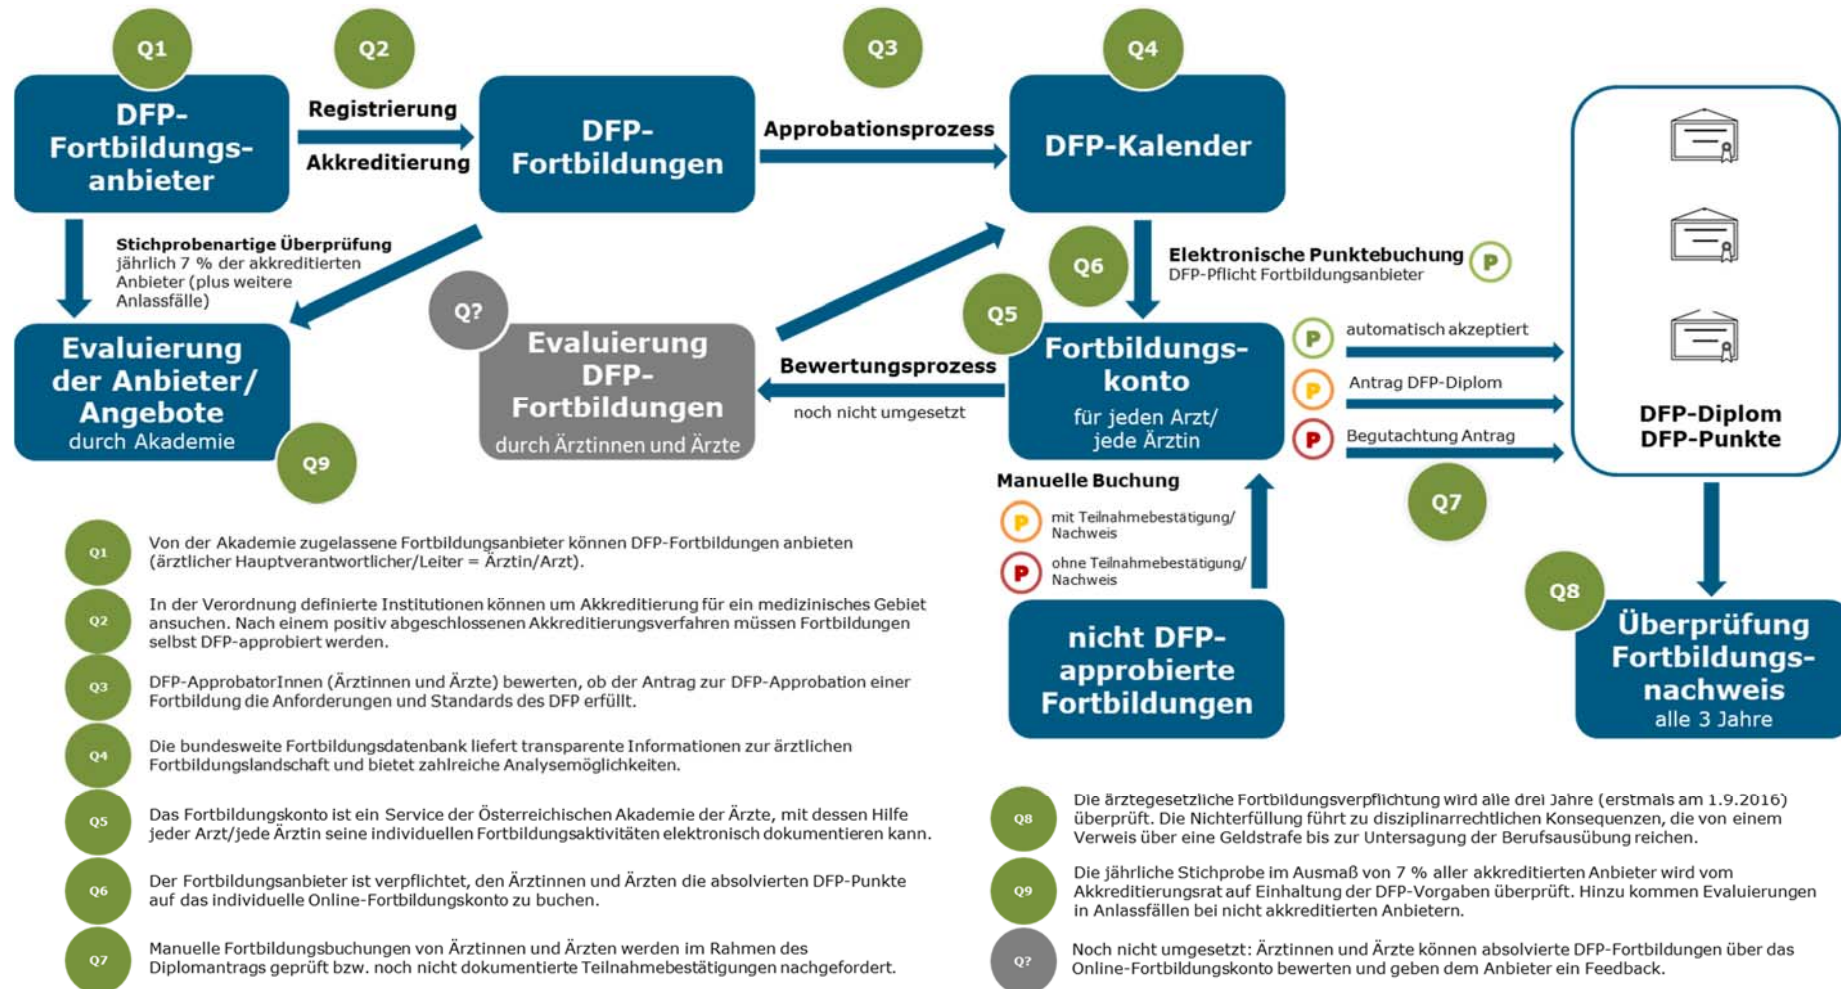 Q1
Q2
Q3
Q4
DFP-
Fortbildungs-
anbieter
Registrierung
Akkreditierung
DFP-
Fortbildungen
Approbationsprozess
DFP-Kalender
Stichprobenartige Überprüfung
jährlich 7 % der akkreditierten
Anbieter (plus weitere
Anlassfälle)
Q?
Q6
Elektronische Punktebuchung
DFP-Pflicht Fortbildungsanbieter
P
Q5
Evaluierung
der Anbieter/
Angebote
durch Akademie
Q9
Evaluierung
DFP-
Fortbildungen
durch Ärztinnen und Ärzte
Bewertungsprozess
noch nicht umgesetzt
Fortbildungs-
konto
für jeden Arzt/
jede Ärztin
P automatisch akzeptiert
P Antrag DFP-Diplom
P Begutachtung Antrag
Q7
DFP-Diplom
DFP-Punkte
Manuelle Buchung
P mit Teilnahmebestätigung/
Nachweis
P ohne Teilnahmebestätigung/
Nachweis
nicht DFP-
approbierte
Fortbildungen
Q8
Überprüfung
Fortbildungs-
nachweis
alle 3 Jahre
Q1 Von der Akademie zugelassene Fortbildungsanbieter können DFP-Fortbildungen anbieten
(ärztlicher Hauptverantwortlicher/Leiter = Ärztin/Arzt).
Q2 In der Verordnung definierte Institutionen können um Akkreditierung für ein medizinisches Gebiet
ansuchen. Nach einem positiv abgeschlossenen Akkreditierungsverfahren müssen Fortbildungen
selbst DFP-approbiert werden.
Q3 DFP-ApprobatorInnen (Ärztinnen und Ärzte) bewerten, ob der Antrag zur DFP-Approbation einer
Fortbildung die Anforderungen und Standards des DFP erfüllt.
Q4 Die bundesweite Fortbildungsdatenbank liefert transparente Informationen zur ärztlichen
Fortbildungslandschaft und bietet zahlreiche Analysemöglichkeiten.
Q5 Das Fortbildungskonto ist ein Service der Österreichischen Akademie der Ärzte, mit dessen Hilfe
jeder Arzt/jede Ärztin seine individuellen Fortbildungsaktivitäten elektronisch dokumentieren kann.
Q6 Der Fortbildungsanbieter ist verpflichtet, den Ärztinnen und Ärzten die absolvierten DFP-Punkte
auf das individuelle Online-Fortbildungskonto zu buchen.
Q7 Manuelle Fortbildungsbuchungen von Ärztinnen und Ärzten werden im Rahmen des
Diplomantrags geprüft bzw. noch nicht dokumentierte Teilnahmebestätigungen nachgefordert.
Q8 Die ärztegesetzliche Fortbildungsverpflichtung wird alle drei Jahre (erstmals am 1.9.2016)
überprüft. Die Nichterfüllung führt zu disziplinarrechtlichen Konsequenzen, die von einem
Verweis über eine Geldstrafe bis zur Untersagung der Berufsausübung reichen.
Q9 Die jährliche Stichprobe im Ausmaß von 7 % aller akkreditierten Anbieter wird vom
Akkreditierungsrat auf Einhaltung der DFP-Vorgaben überprüft. Hinzu kommen Evaluierungen
in Anlassfällen bei nicht akkreditierten Anbietern.
Q? Noch nicht umgesetzt: Ärztinnen und Ärzte können absolvierte DFP-Fortbildungen über das
Online-Fortbildungskonto bewerten und geben dem Anbieter ein Feedback.